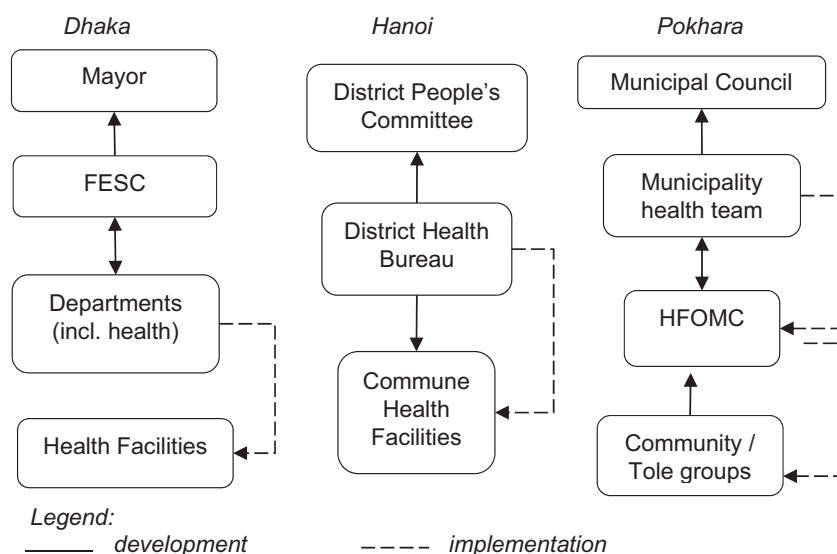 Dhaka
Hanoi
Pokhara
Mayor
District People's
Committee
Municipal Council
FESC
District Health
Bureau
Municipality
health team
Departments
(incl. health)
Commune
Health
Facilities
HFOMC
Health Facilities
Community /
Tole groups
Legend:
development
implementation